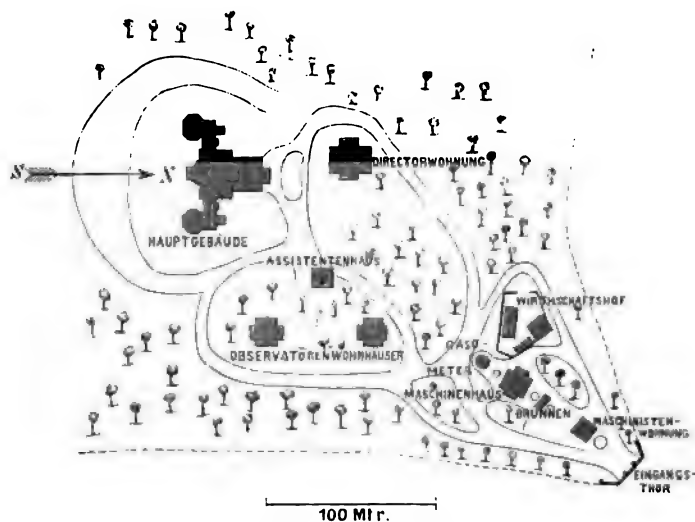 DIRECTORWOHNUNG
S N
HAUPTGEBÄUDE
ASSISTENTENHAUS
WIRTHSCHAFTSHOF
OBSERVATORENWOHNHÄUSER
GASO
METER
MASCHINENHAUS
BRUNNEN
MASCHINISTEN-
WOHNUNG
EINGANGS-
THOR
100 Mtr.